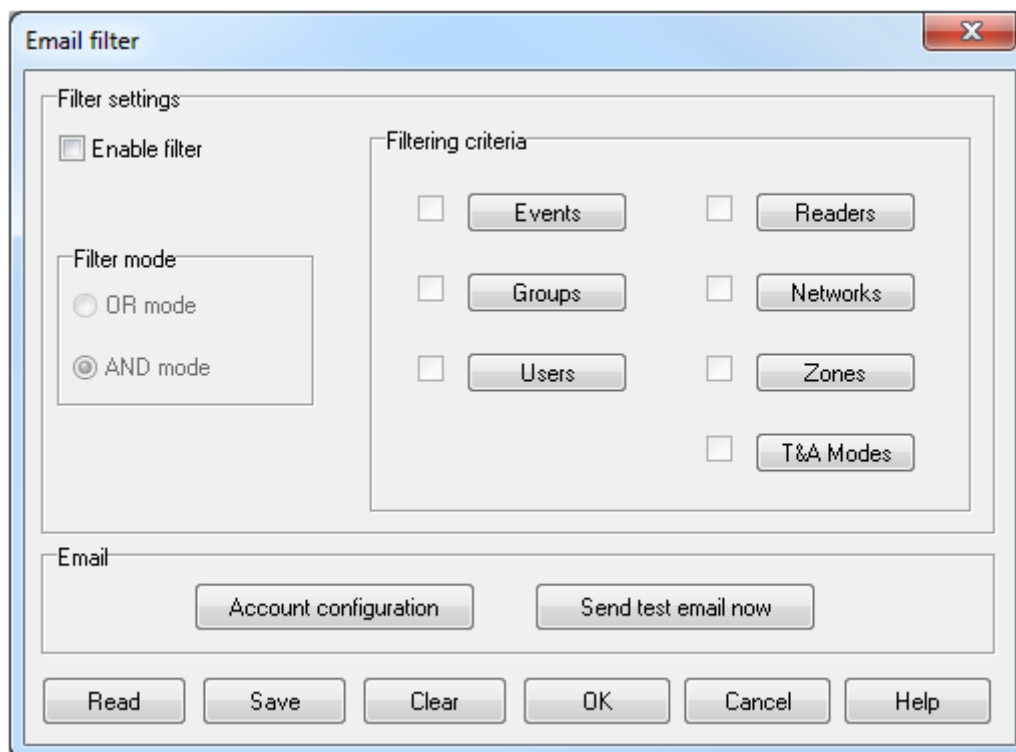 Email filter
Filter settings
Enable filter
Filtering criteria
Events
Readers
Filter mode
OR mode
Groups
Networks
AND mode
Users
Zones
T&A Modes
Email
Account configuration
Send test email now
Read
Save
Clear
OK
Cancel
Help